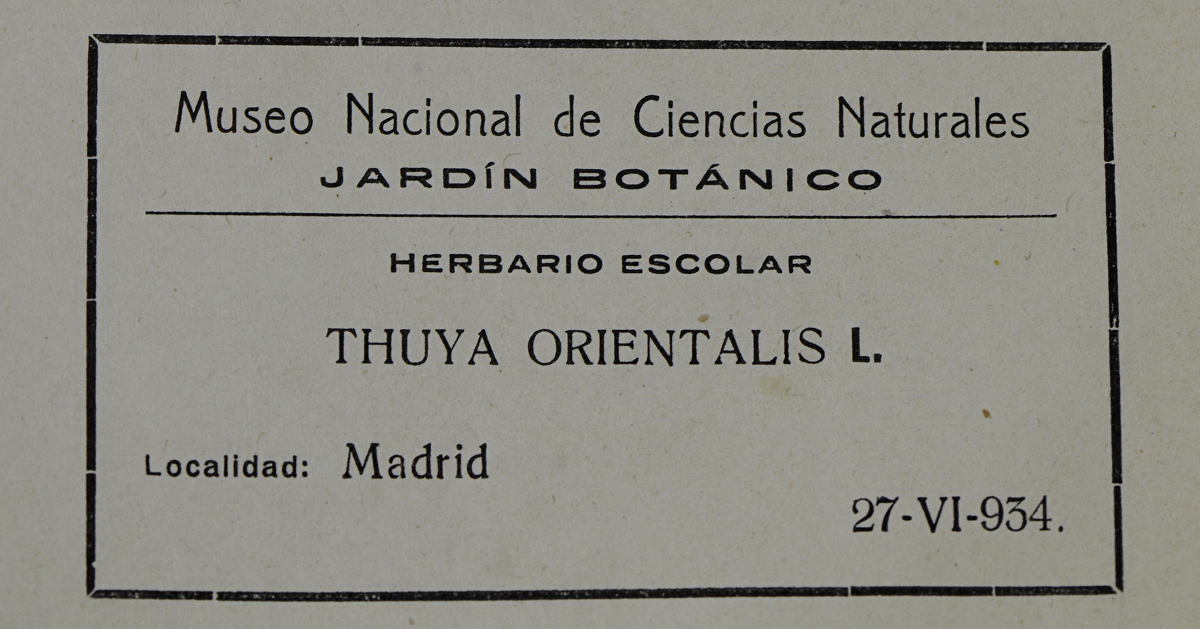 Museo Nacional de Ciencias Naturales
JARDÍN BOTÁNICO
HERBARIO ESCOLAR
THUYA ORIENTALIS L.
Localidad: Madrid
27-VI-934.